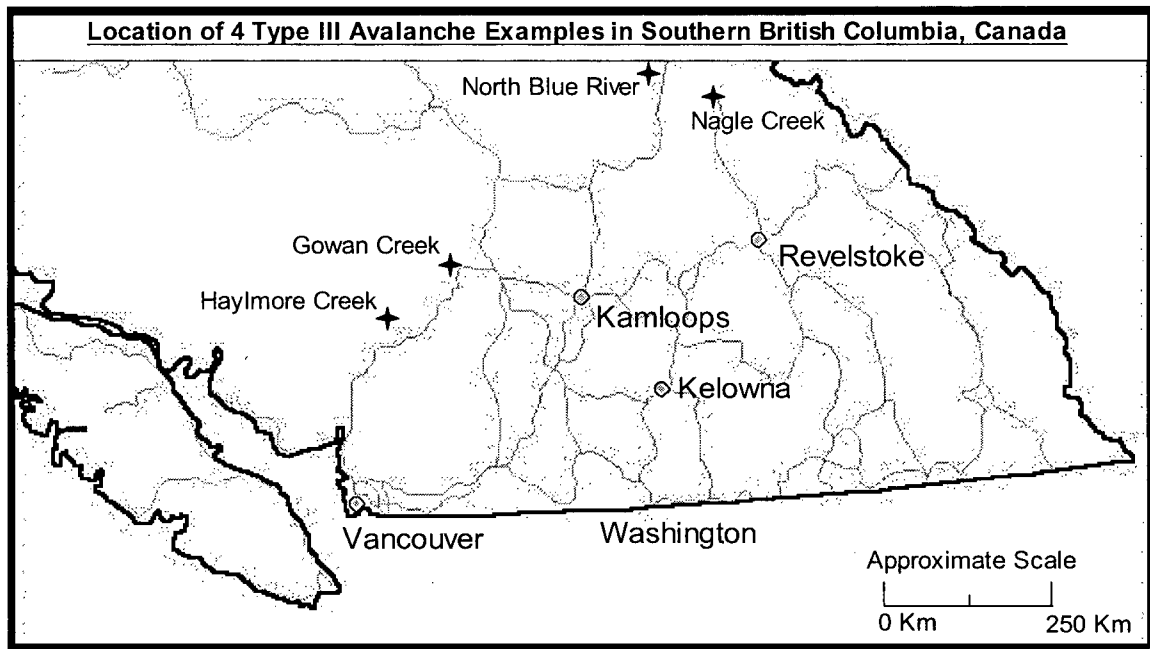 Location of 4 Type III Avalanche Examples in Southern British Columbia, Canada
North Blue River
Nagle Creek
Gowan Creek
Revelstoke
Haylmore Creek
Kamloops
Kelowna
Vancouver
Washington
Approximate Scale
0 Km 250 Km